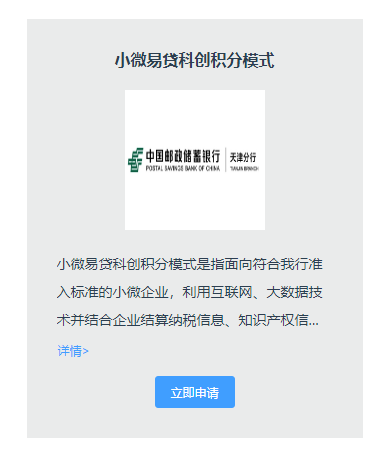 小微易贷科创积分模式
中国邮政储蓄银行 天津分行
POSTAL SAVINGS BANK OF CHINA TIANJIN BRANCH
小微易贷科创积分模式是指面向符合我行准
入标准的小微企业，利用互联网、大数据技
术并结合企业结算纳税信息、知识产权信...
详情>
立即申请